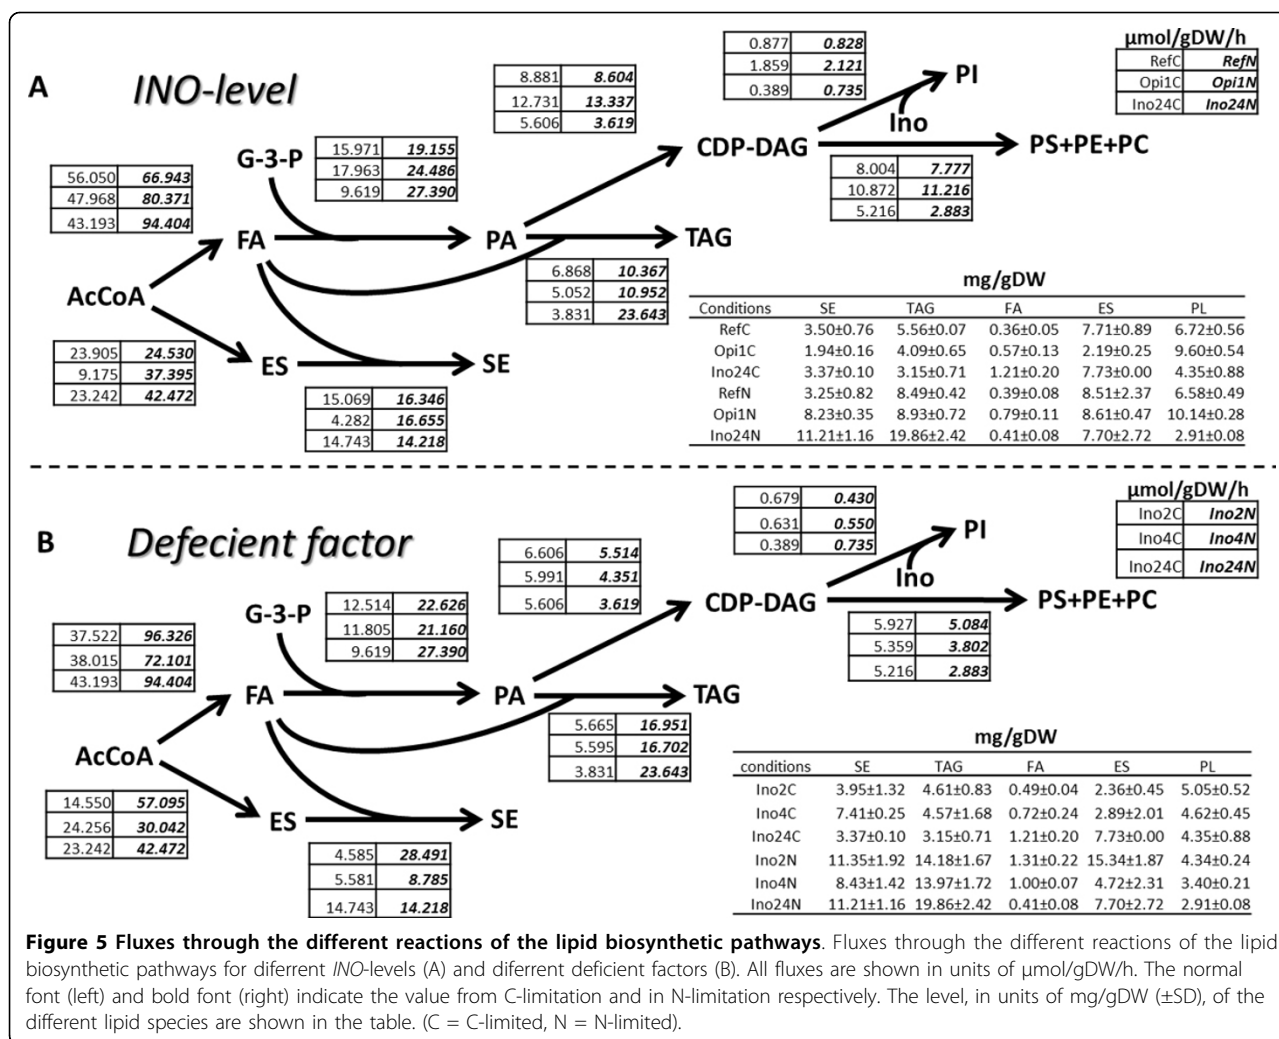 A
INO-level
0.877 0.828
1.859 2.121
0.389 0.735
µmol/gDW/h
RefC RefN
Opi1C Opi1N
Ino24C Ino24N
8.881 8.604
12.731 13.337
5.606 3.619
PI
Ino
CDP-DAG
PS+PE+PC
G-3-P
15.971 19.155
17.963 24.486
9.619 27.390
8.004 7.777
10.872 11.216
5.216 2.883
56.050 66.943
47.968 80.371
43.193 94.404
FA
PA
TAG
6.868 10.367
5.052 10.952
3.831 23.643
AcCoA
23.905 24.530
9.175 37.395
23.242 42.472
ES
SE
15.069 16.346
4.282 16.655
14.743 14.218
mg/gDW
Conditions SE TAG FA ES PL
RefC 3.50±0.76 5.56±0.07 0.36±0.05 7.71±0.89 6.72±0.56
Opi1C 1.94±0.16 4.09±0.65 0.57±0.13 2.19±0.25 9.60±0.54
Ino24C 3.37±0.10 3.15±0.71 1.21±0.20 7.73±0.00 4.35±0.88
RefN 3.25±0.82 8.49±0.42 0.39±0.08 8.51±2.37 6.58±0.49
Opi1N 8.23±0.35 8.93±0.72 0.79±0.11 8.61±0.47 10.14±0.28
Ino24N 11.21±1.16 19.86±2.42 0.41±0.08 7.70±2.72 2.91±0.08
B
Defecient factor
0.679 0.430
0.631 0.550
0.389 0.735
µmol/gDW/h
Ino2C Ino2N
Ino4C Ino4N
Ino24C Ino24N
6.606 5.514
5.991 4.351
5.606 3.619
PI
Ino
CDP-DAG
PS+PE+PC
G-3-P
12.514 22.626
11.805 21.160
9.619 27.390
5.927 5.084
5.359 3.802
5.216 2.883
37.522 96.326
38.015 72.101
43.193 94.404
FA
PA
TAG
5.665 16.951
5.595 16.702
3.831 23.643
AcCoA
14.550 57.095
24.256 30.042
23.242 42.472
ES
SE
4.585 28.491
5.581 8.785
14.743 14.218
mg/gDW
conditions SE TAG FA ES PL
Ino2C 3.95±1.32 4.61±0.83 0.49±0.04 2.36±0.45 5.05±0.52
Ino4C 7.41±0.25 4.57±1.68 0.72±0.24 2.89±2.01 4.62±0.45
Ino24C 3.37±0.10 3.15±0.71 1.21±0.20 7.73±0.00 4.35±0.88
Ino2N 11.35±1.92 14.18±1.67 1.31±0.22 15.34±1.87 4.34±0.24
Ino4N 8.43±1.42 13.97±1.72 1.00±0.07 4.72±2.31 3.40±0.21
Ino24N 11.21±1.16 19.86±2.42 0.41±0.08 7.70±2.72 2.91±0.08
Figure 5 Fluxes through the different reactions of the lipid biosynthetic pathways. Fluxes through the different reactions of the lipid
biosynthetic pathways for diferrent INO-levels (A) and diferrent deficient factors (B). All fluxes are shown in units of µmol/gDW/h. The normal
font (left) and bold font (right) indicate the value from C-limitation and in N-limitation respectively. The level, in units of mg/gDW (±SD), of the
different lipid species are shown in the table. (C = C-limited, N = N-limited).